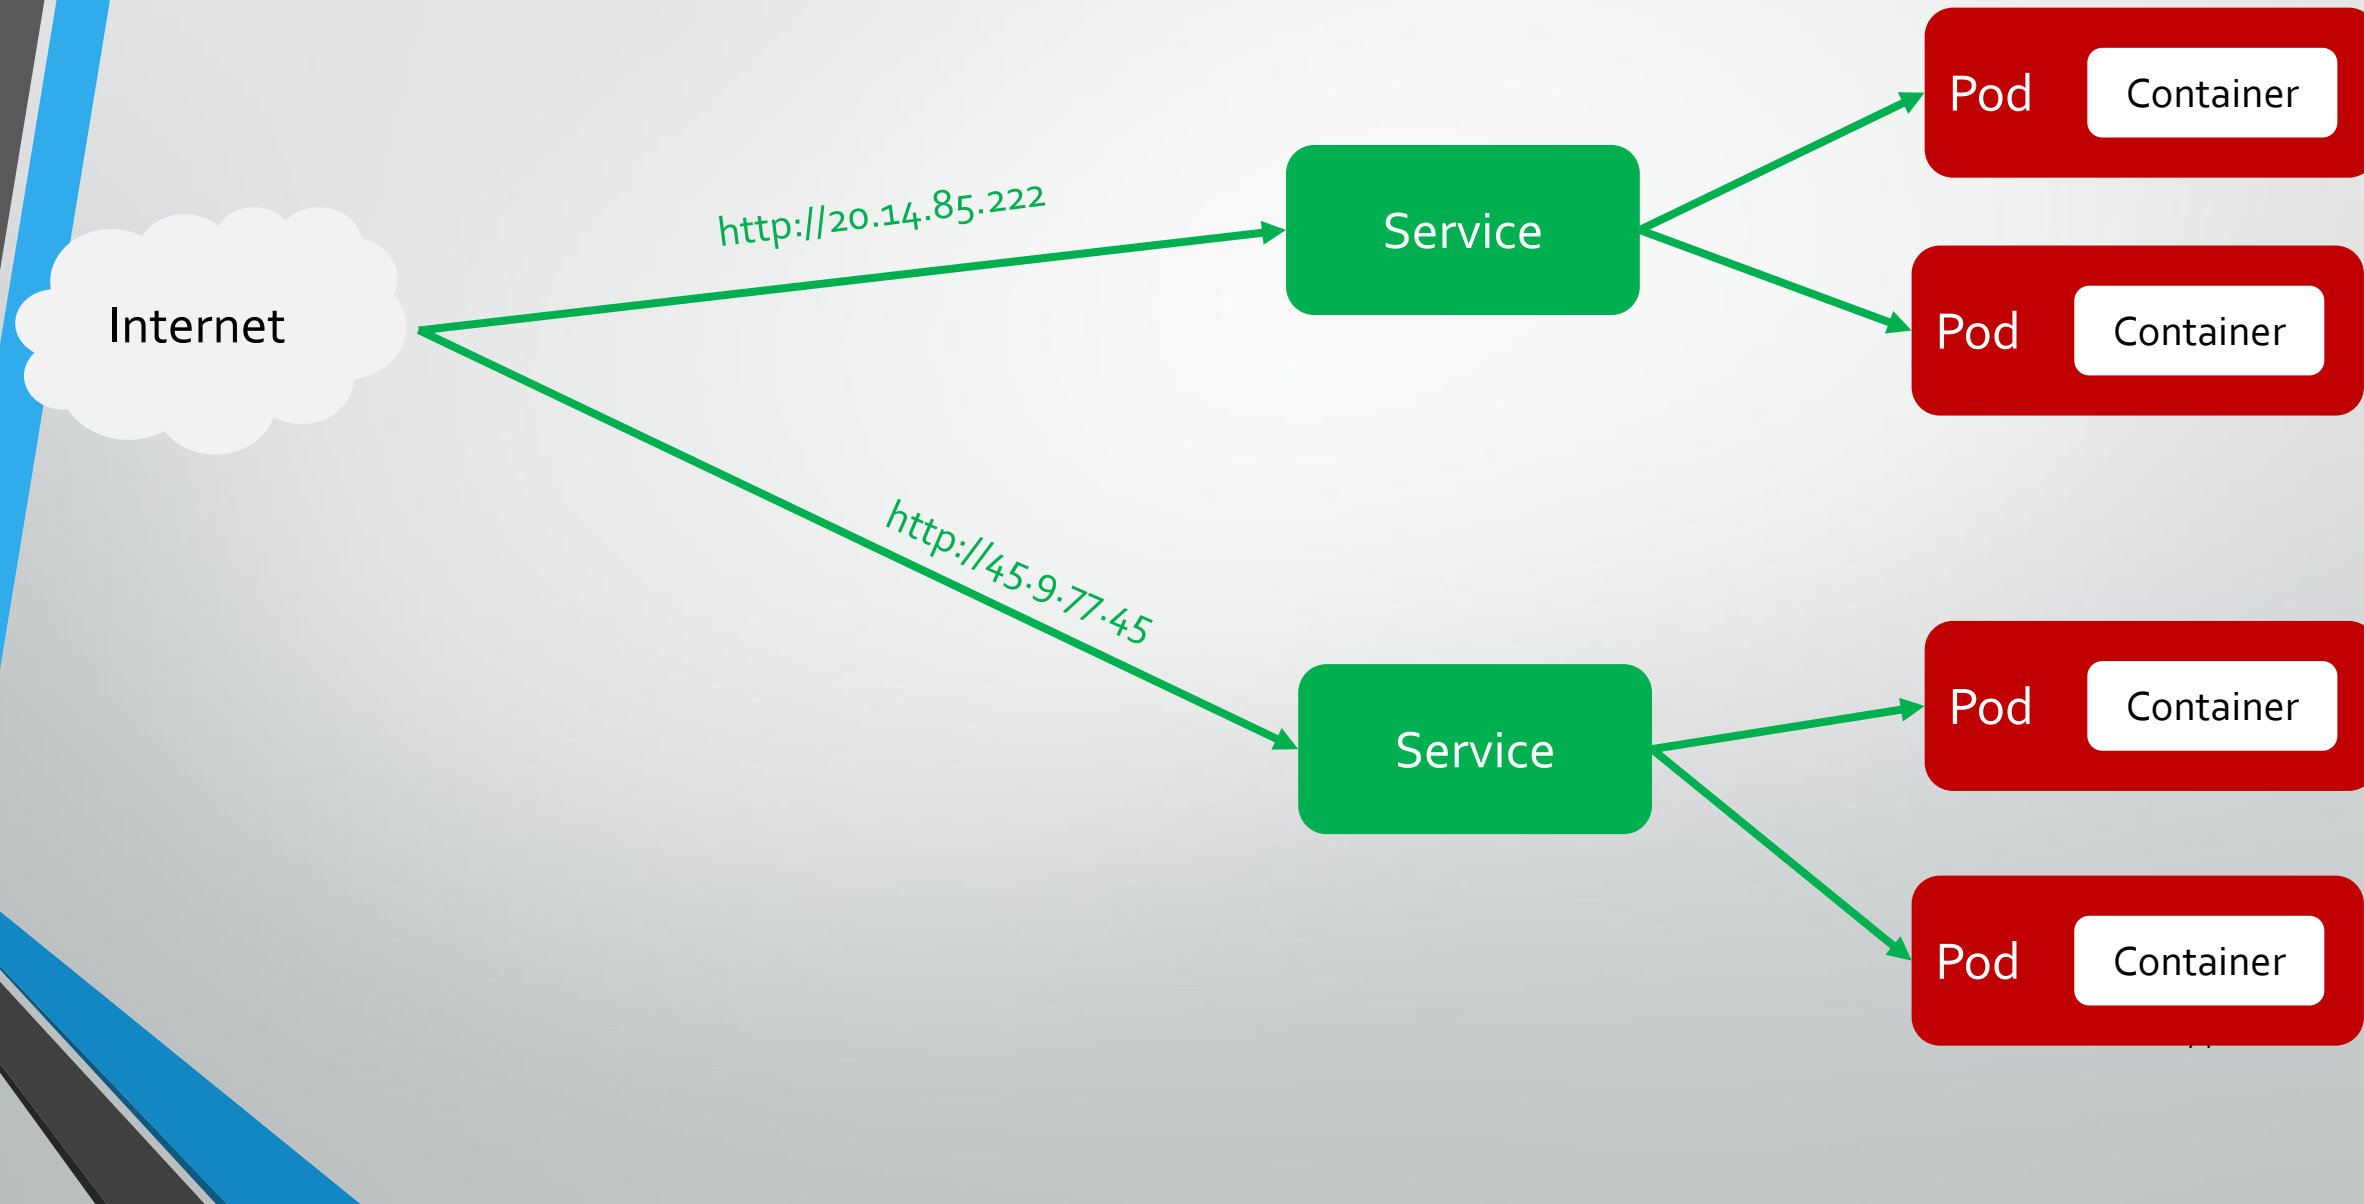 Internet
http://20.14.85.222
http://45.9.77.45
Service
Service
Pod
Container
Pod
Container
Pod
Container
Pod
Container